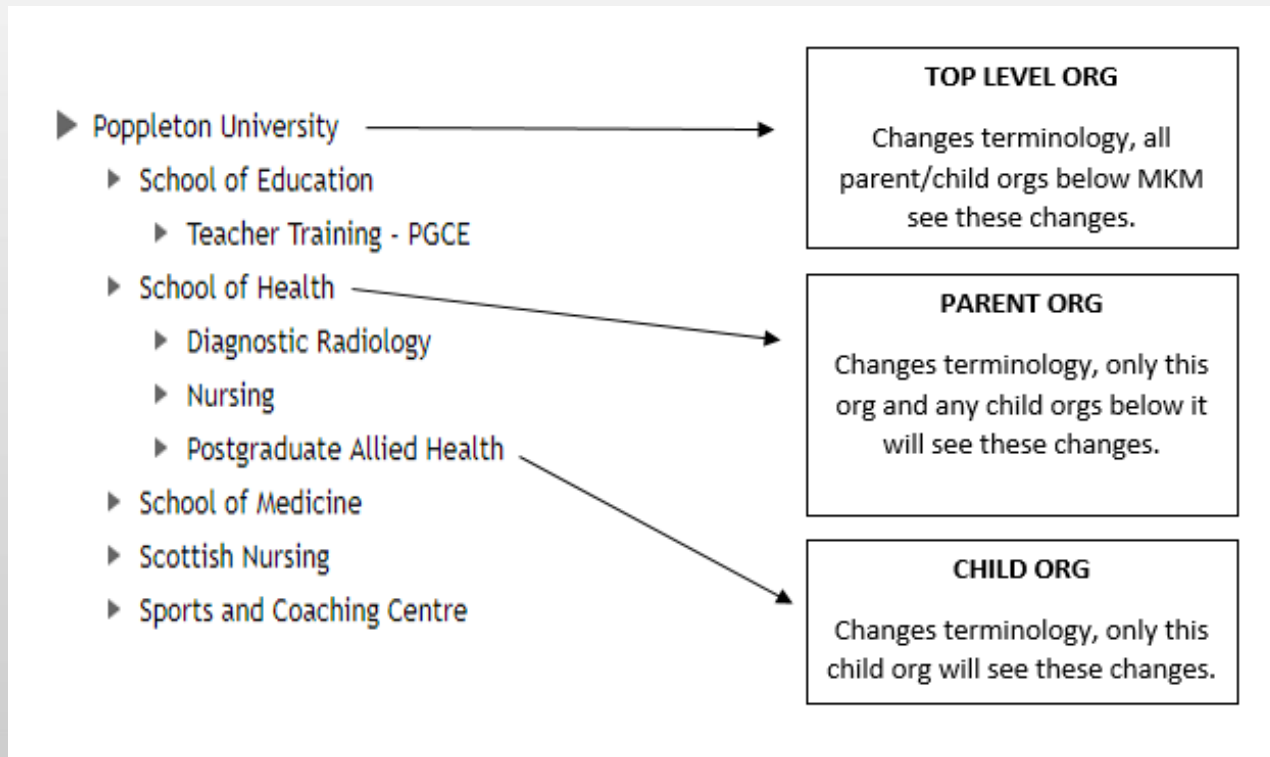 Poppleton University
School of Education
Teacher Training - PGCE
School of Health
Diagnostic Radiology
Nursing
Postgraduate Allied Health
School of Medicine
Scottish Nursing
Sports and Coaching Centre
TOP LEVEL ORG
Changes terminology, all
parent/child orgs below MKM
see these changes.
PARENT ORG
Changes terminology, only this
org and any child orgs below it
will see these changes.
CHILD ORG
Changes terminology, only this
child org will see these changes.